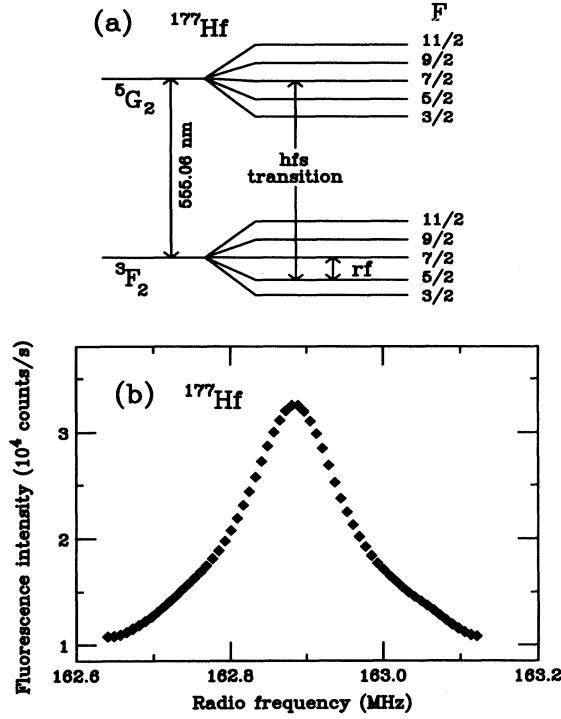 (a) ¹⁷⁷Hf F
11/2
9/2
7/2
5/2
3/2
⁵G₂
555.06 nm
hfs
transition
11/2
9/2
7/2
5/2
3/2
³F₂
rf
(b) ¹⁷⁷Hf
Fluorescence intensity (10⁴ counts/s)
3
2
1
162.6 162.8 163.0 163.2
Radio frequency (MHz)